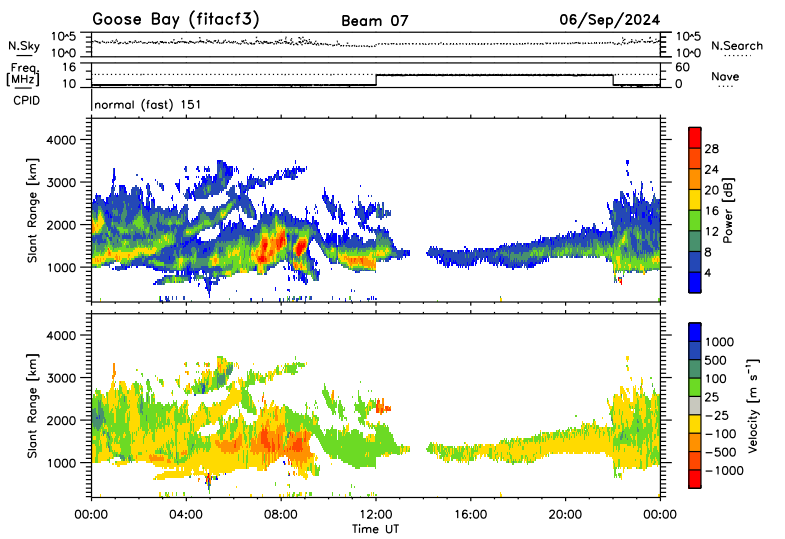 Goose Bay (fitacf3)
Beam 07
06/Sep/2024
N.Sky
10^5
10^0
10^5
10^0
N.Search
Freq.
[MHz]
16
10
60
0
Nave
CPID
normal (fast) 151
Slant Range [km]
4000
3000
2000
1000
28
24
20
16
12
8
4
Power [dB]
Slant Range [km]
4000
3000
2000
1000
1000
500
100
25
-25
-100
-500
-1000
Velocity [m s⁻¹]
00:00 04:00 08:00 12:00 16:00 20:00 00:00
Time UT